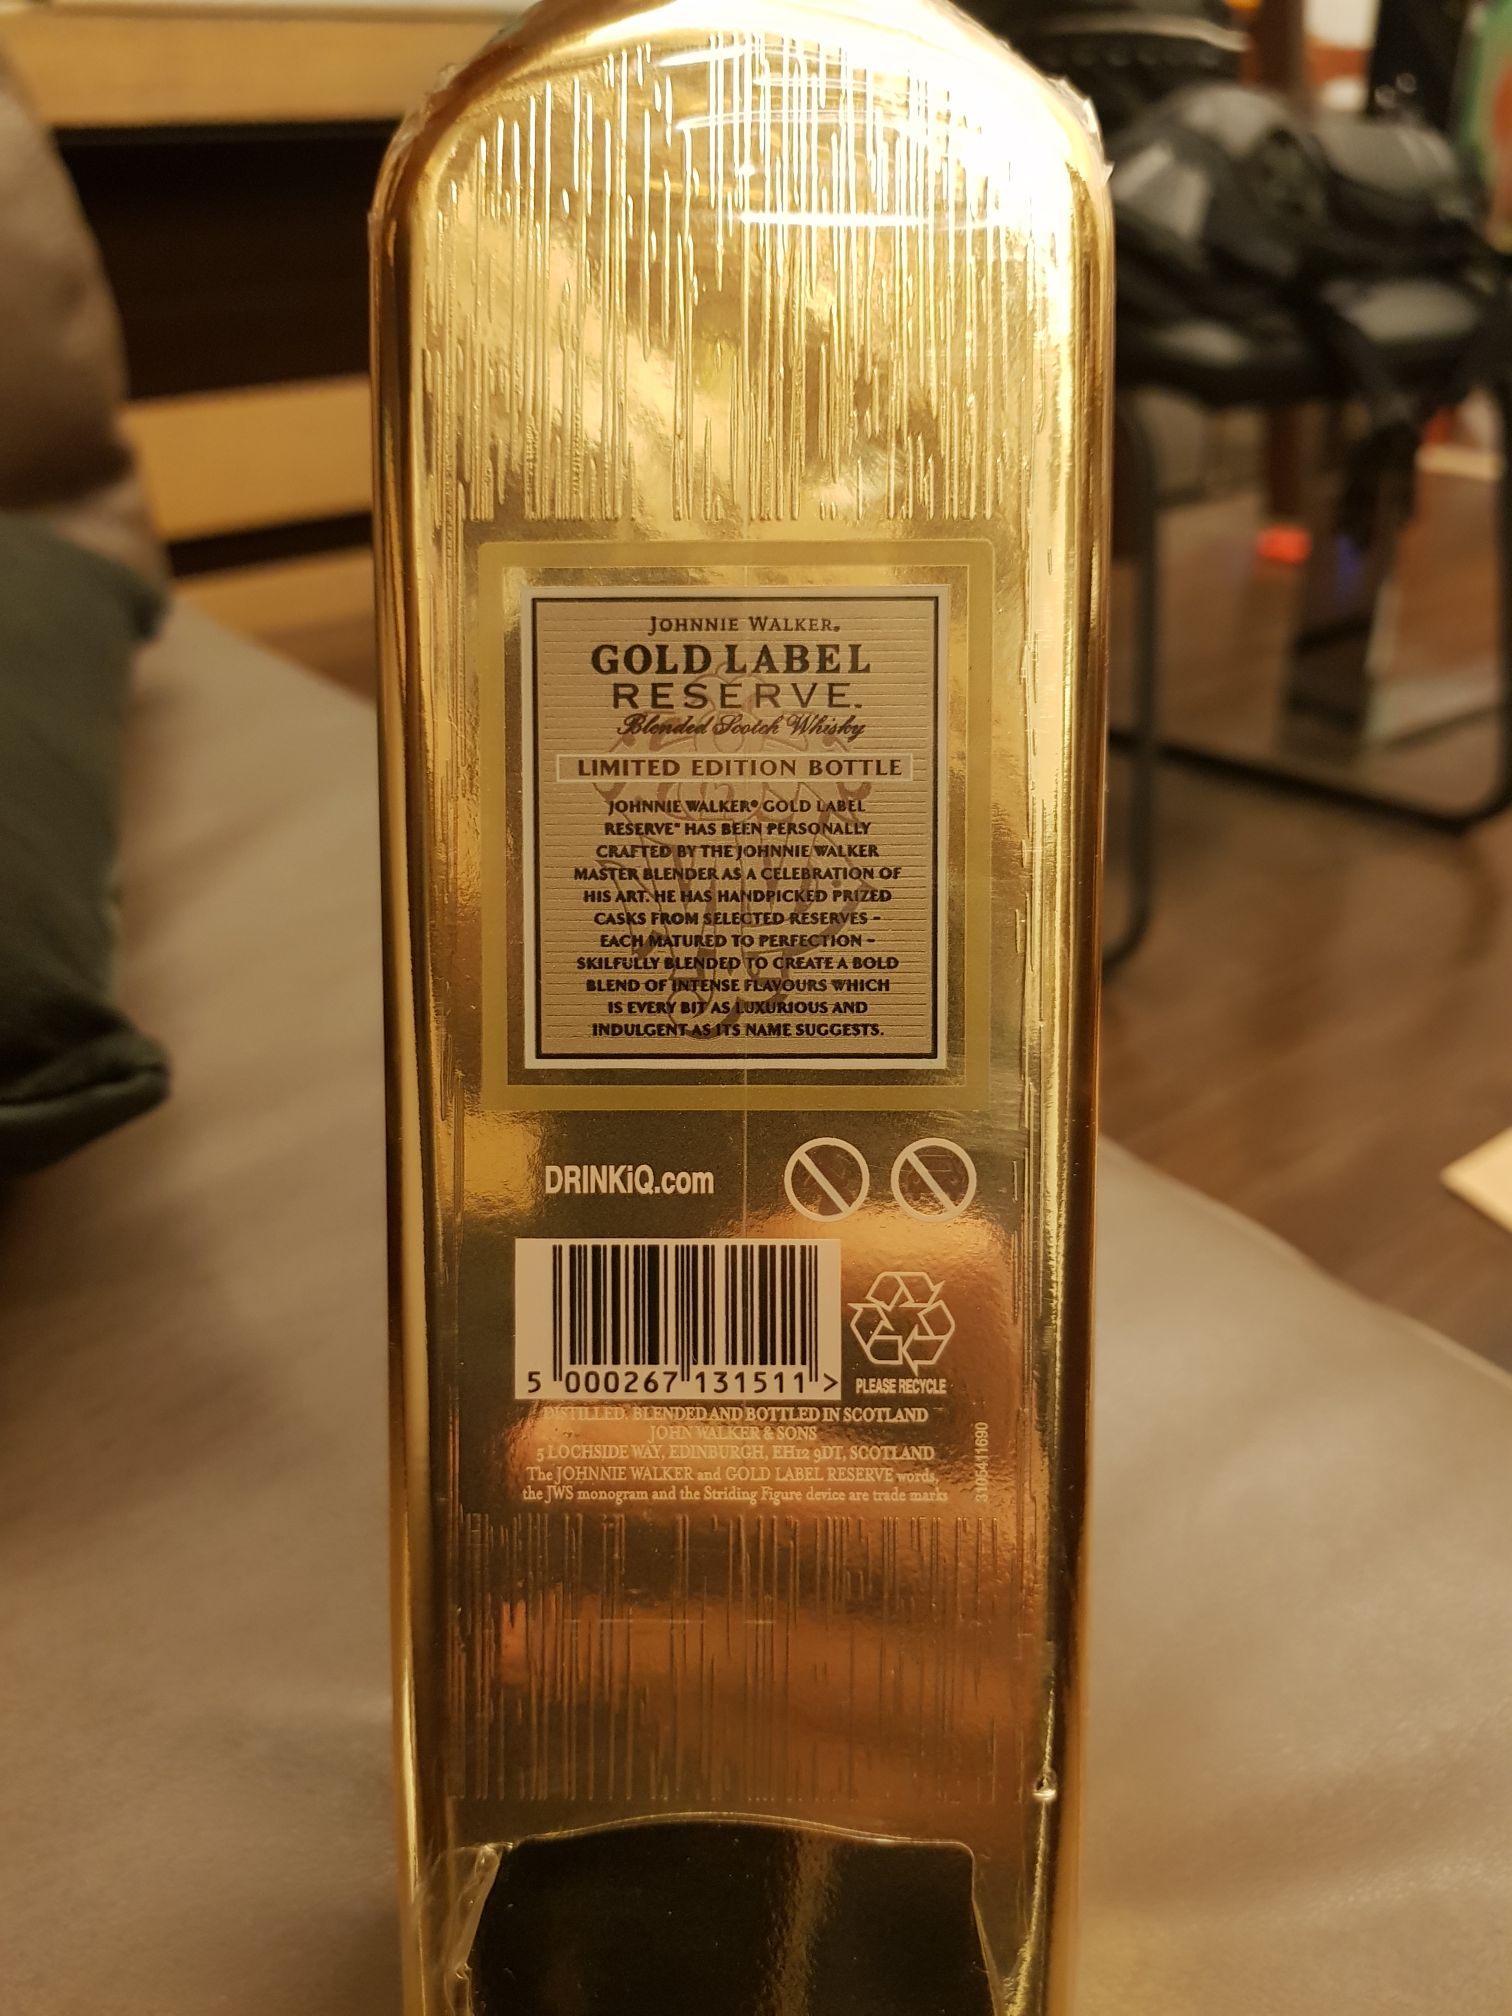 JOHNNIE WALKER®
GOLD LABEL
RESERVE™
Blended Scotch Whisky
LIMITED EDITION BOTTLE
JOHNNIE WALKER® GOLD LABEL
RESERVE™ HAS BEEN PERSONALLY
CRAFTED BY THE JOHNNIE WALKER
MASTER BLENDER AS A CELEBRATION OF
HIS ART. HE HAS HANDPICKED PRIZED
CASKS FROM SELECTED RESERVES –
EACH MATURED TO PERFECTION –
SKILFULLY BLENDED TO CREATE A BOLD
BLEND OF INTENSE FLAVOURS WHICH
IS EVERY BIT AS LUXURIOUS AND
INDULGENT AS ITS NAME SUGGESTS.
DRINKiQ.com
5 000267 131511 >
PLEASE RECYCLE
DISTILLED, BLENDED AND BOTTLED IN SCOTLAND
JOHN WALKER & SONS
5 LOCHSIDE WAY, EDINBURGH, EH12 9DT, SCOTLAND
The JOHNNIE WALKER and GOLD LABEL RESERVE words,
the JWS monogram and the Striding Figure device are trade marks
3105411690